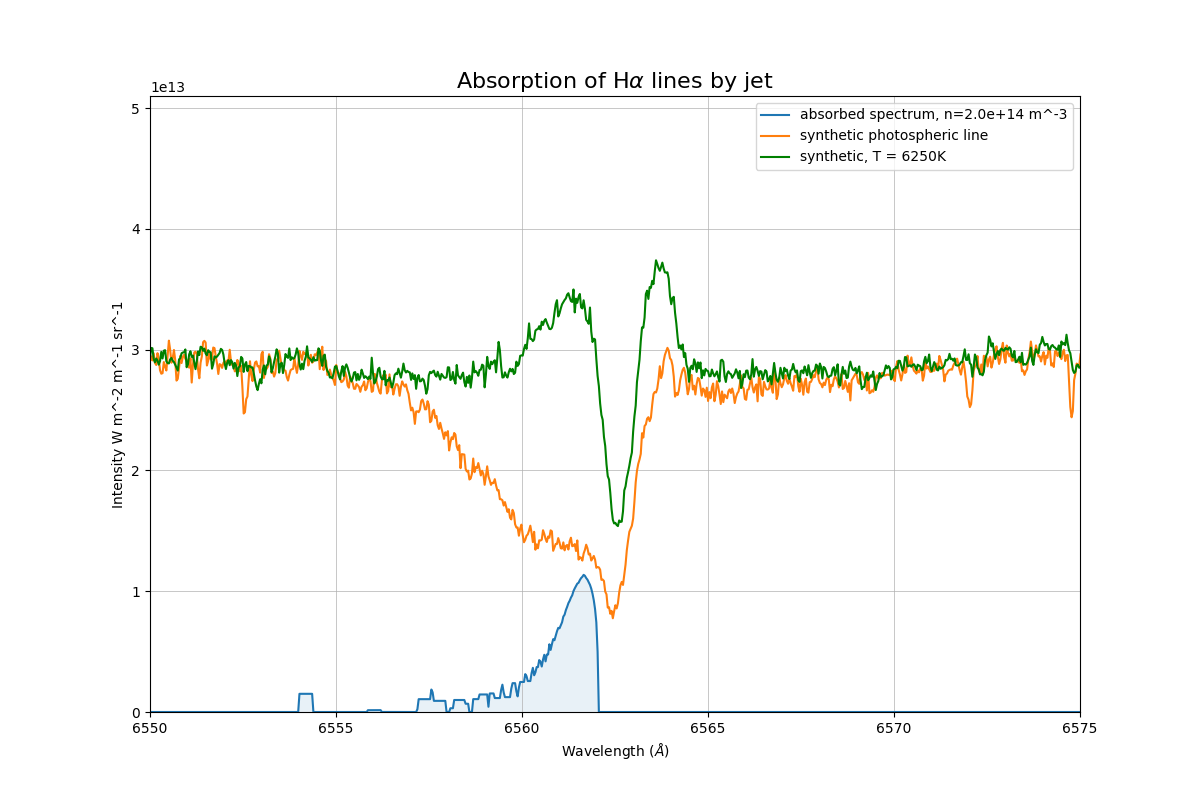 Absorption of Hα lines by jet
1e13
absorbed spectrum, n=2.0e+14 m^-3
synthetic photospheric line
synthetic, T = 6250K
5
4
3
2
1
0
Intensity W m^-2 m^-1 sr^-1
6550 6555 6560 6565 6570 6575
Wavelength (Å)